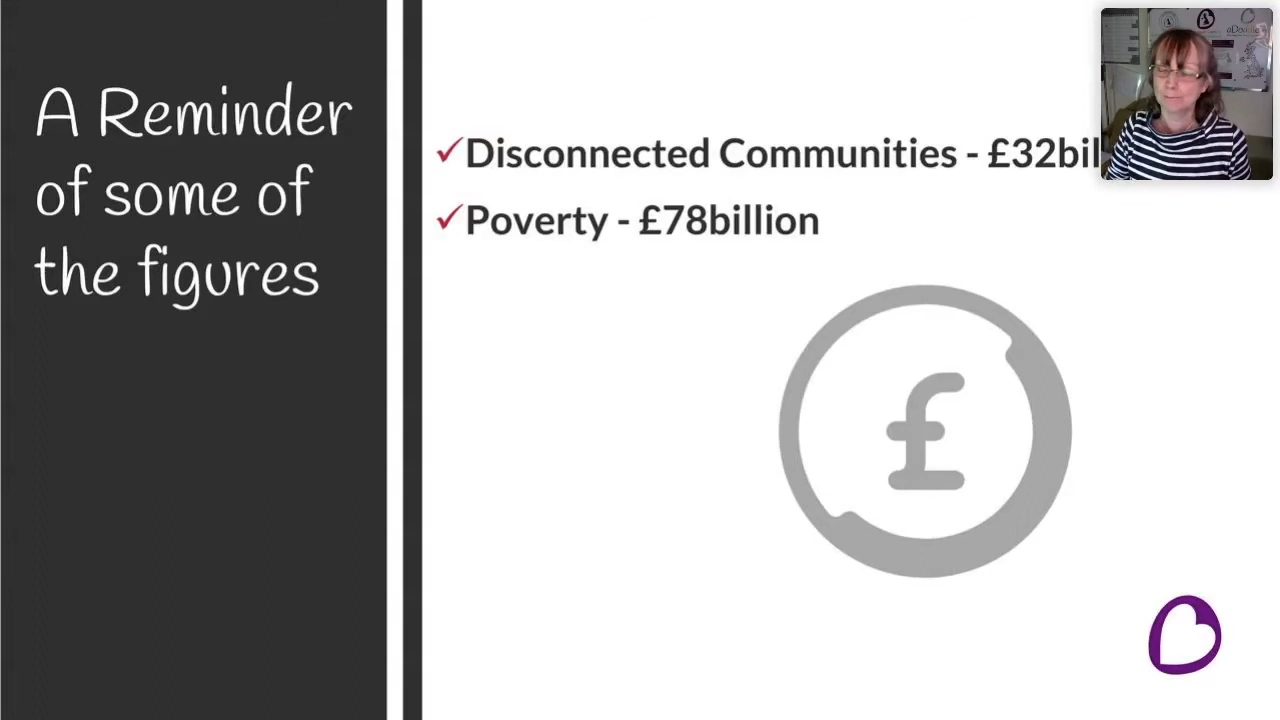 A Reminder
of some of
the figures
✓Disconnected Communities - £32bil
✓Poverty - £78billion
£